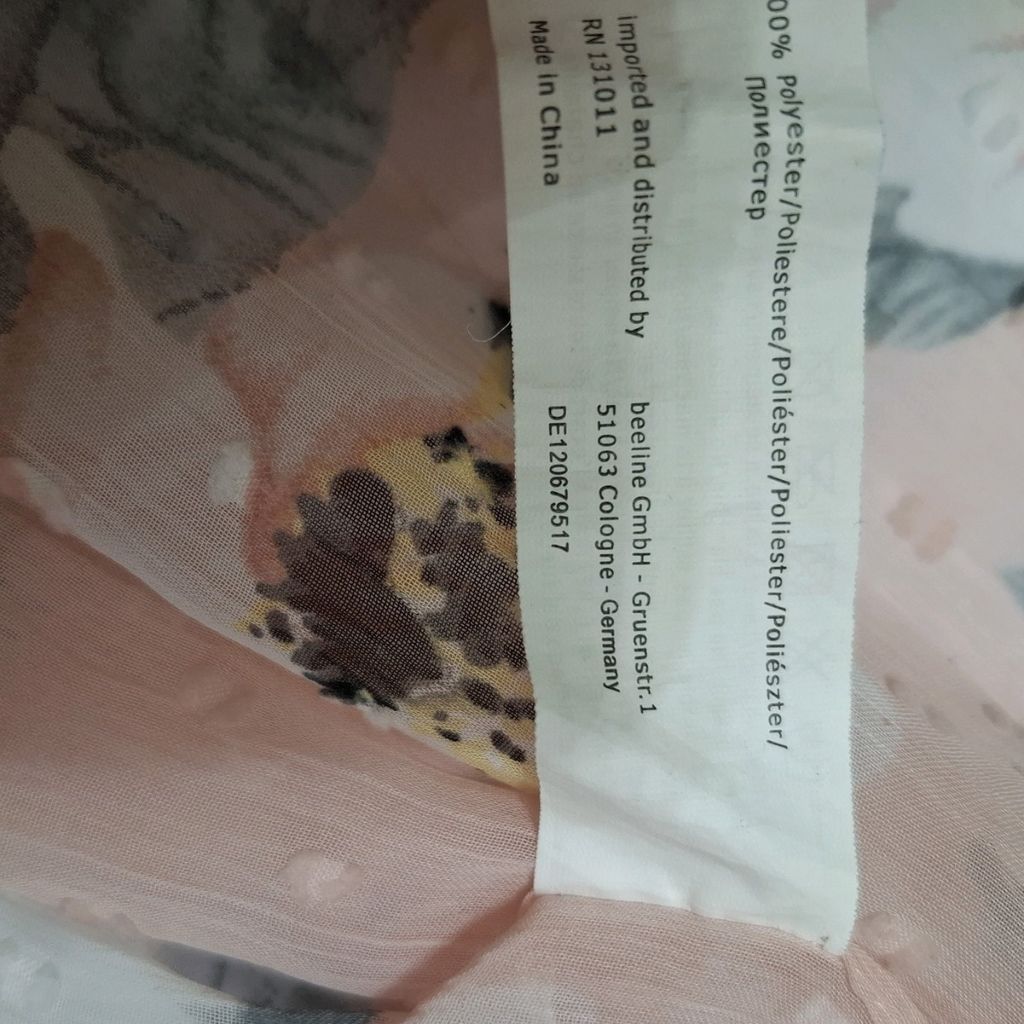 00% Polyester/Poliestere/Poliéster/Poliester/Poliészter/
полиестер
imported and distributed by
RN 131011
Made in China
beeline GmbH - Gruenstr.1
51063 Cologne - Germany
DE120679517